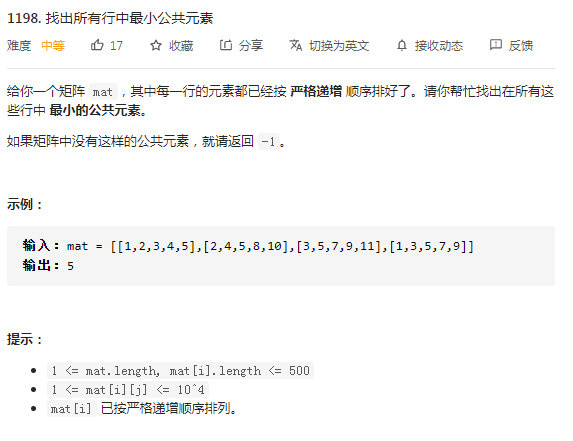 1198. 找出所有行中最小公共元素
难度 中等 17 收藏 分享 切换为英文 接收动态 反馈
给你一个矩阵 mat，其中每一行的元素都已经按 严格递增 顺序排好了。请你帮忙找出在所有这
些行中 最小的公共元素。
如果矩阵中没有这样的公共元素，就请返回 -1。
示例：
输入：mat = [[1,2,3,4,5],[2,4,5,8,10],[3,5,7,9,11],[1,3,5,7,9]]
输出：5
提示：
• 1 <= mat.length, mat[i].length <= 500
• 1 <= mat[i][j] <= 10^4
• mat[i] 已按严格递增顺序排列。